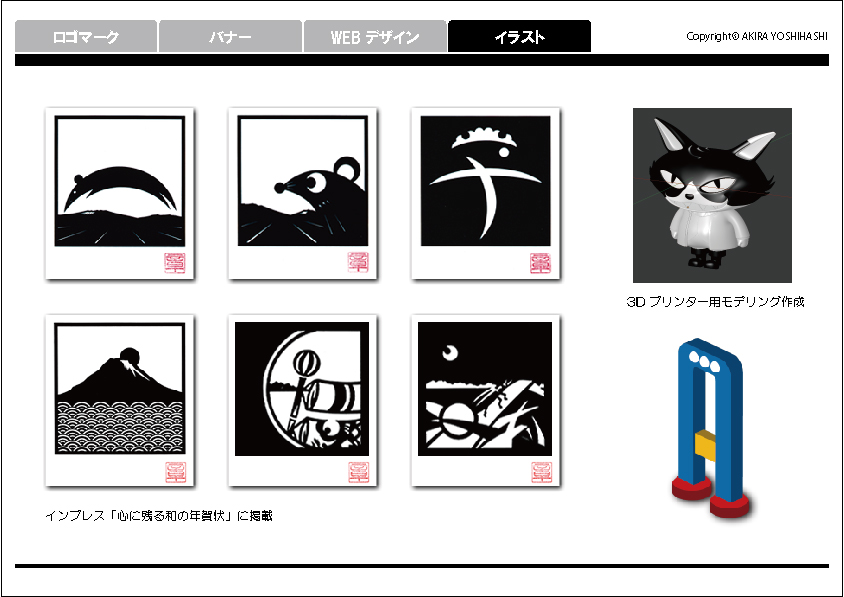 ロゴマーク
バナー
WEB デザイン
イラスト
Copyright© AKIRA YOSHIHASHI
3D プリンター用モデリング作成
インプレス「心に残る和の年賀状」に掲載